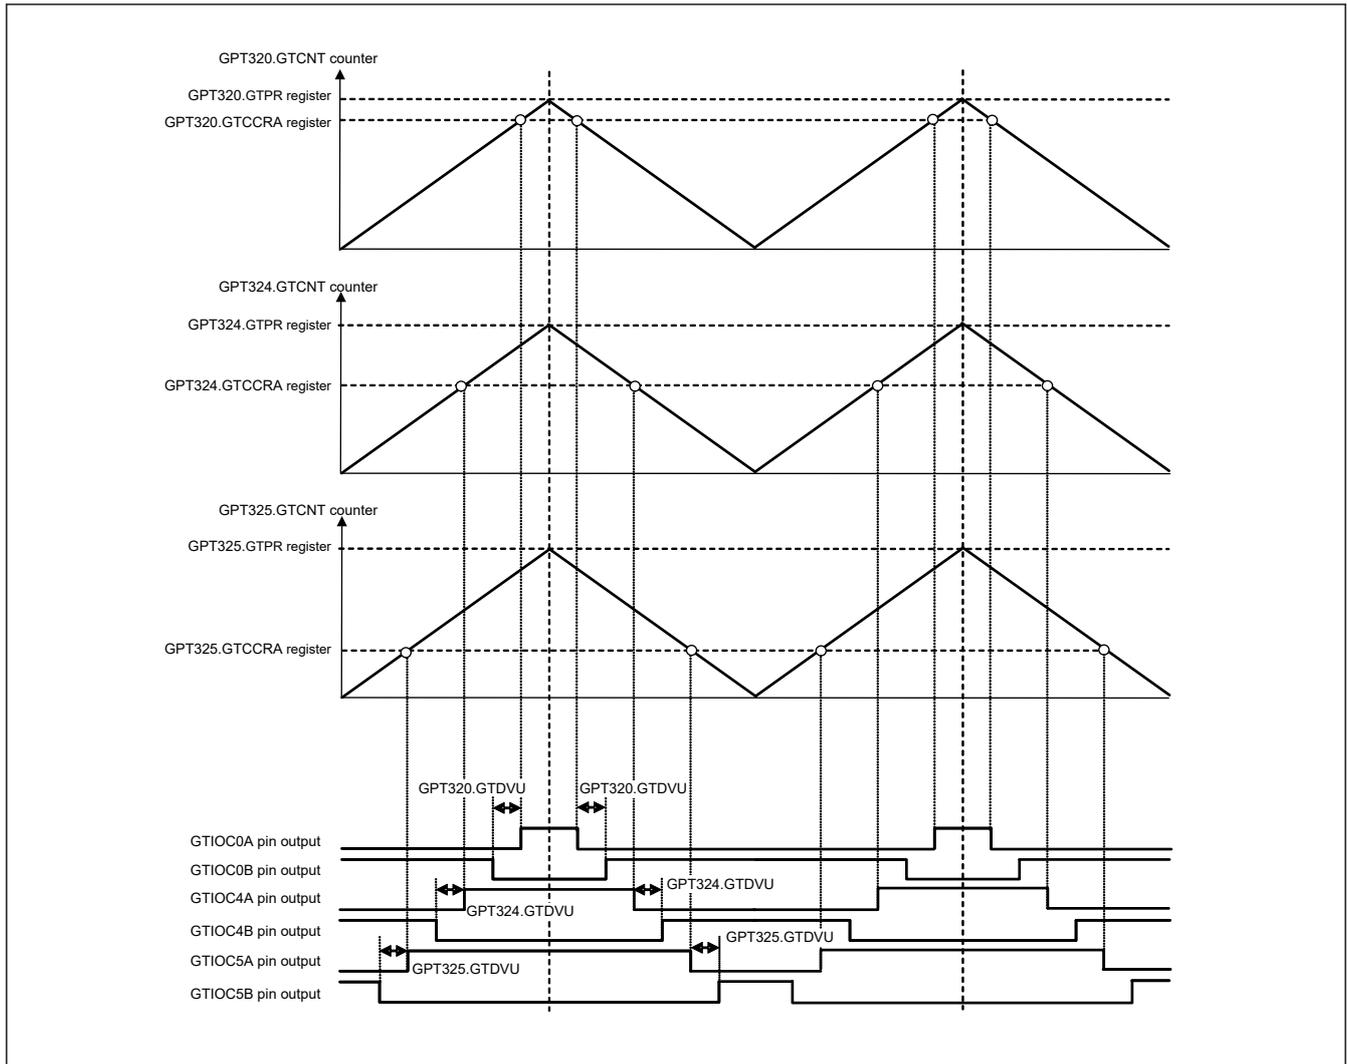 GPT320.GTCNT counter
GPT320.GTPR register
GPT320.GTCCRA register
GPT324.GTCNT counter
GPT324.GTPR register
GPT324.GTCCRA register
GPT325.GTCNT counter
GPT325.GTPR register
GPT325.GTCCRA register
GPT320.GTDVU GPT320.GTDVU
GTIOC0A pin output
GTIOC0B pin output
GPT324.GTDVU
GTIOC4A pin output
GPT324.GTDVU
GTIOC4B pin output
GPT325.GTDVU
GTIOC5A pin output
GPT325.GTDVU
GTIOC5B pin output